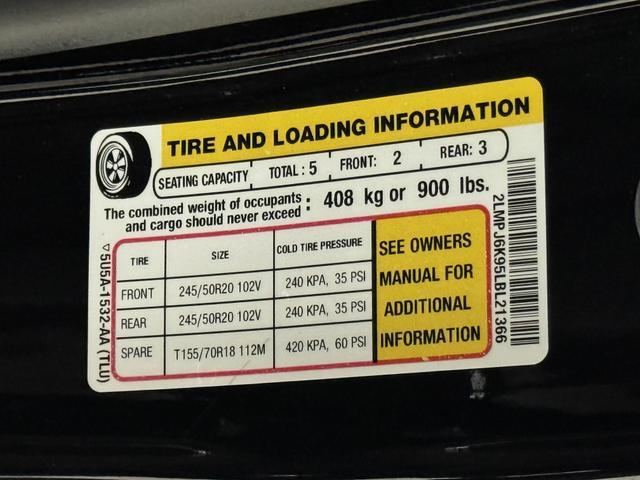 TIRE AND LOADING INFORMATION
SEATING CAPACITY TOTAL : 5 FRONT: 2 REAR: 3
The combined weight of occupants
and cargo should never exceed : 408 kg or 900 lbs.
TIRE SIZE COLD TIRE PRESSURE
FRONT 245/50R20 102V 240 KPA, 35 PSI
REAR 245/50R20 102V 240 KPA, 35 PSI
SPARE T155/70R18 112M 420 KPA, 60 PSI
SEE OWNERS
MANUAL FOR
ADDITIONAL
INFORMATION
5U5A-1532-AA (TLU)
2LMPJ6K95LBL21366